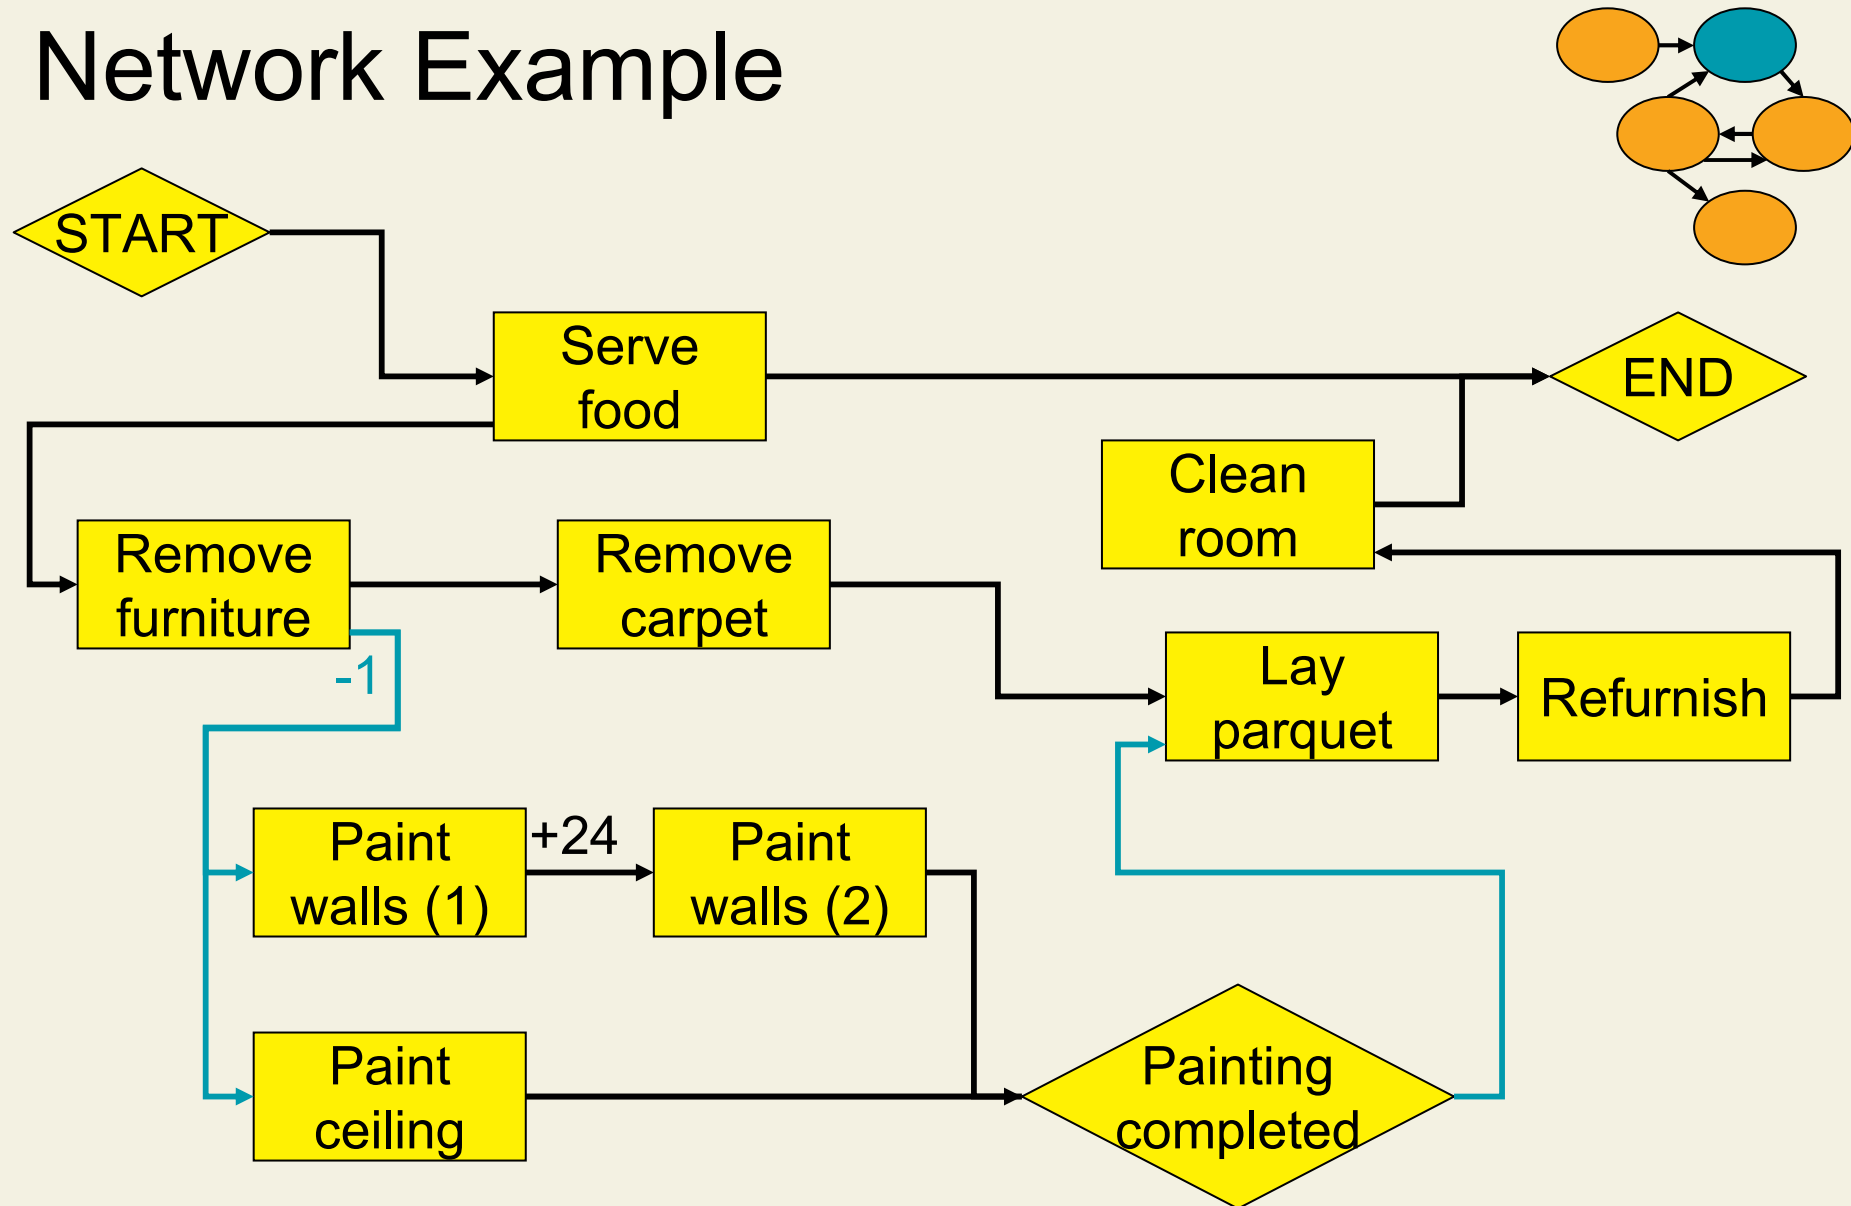 Network Example
START
Serve
food
END
Clean
room
Remove
furniture
Remove
carpet
-1
Lay
parquet
Refurnish
Paint
walls (1)
+24
Paint
walls (2)
Paint
ceiling
Painting
completed